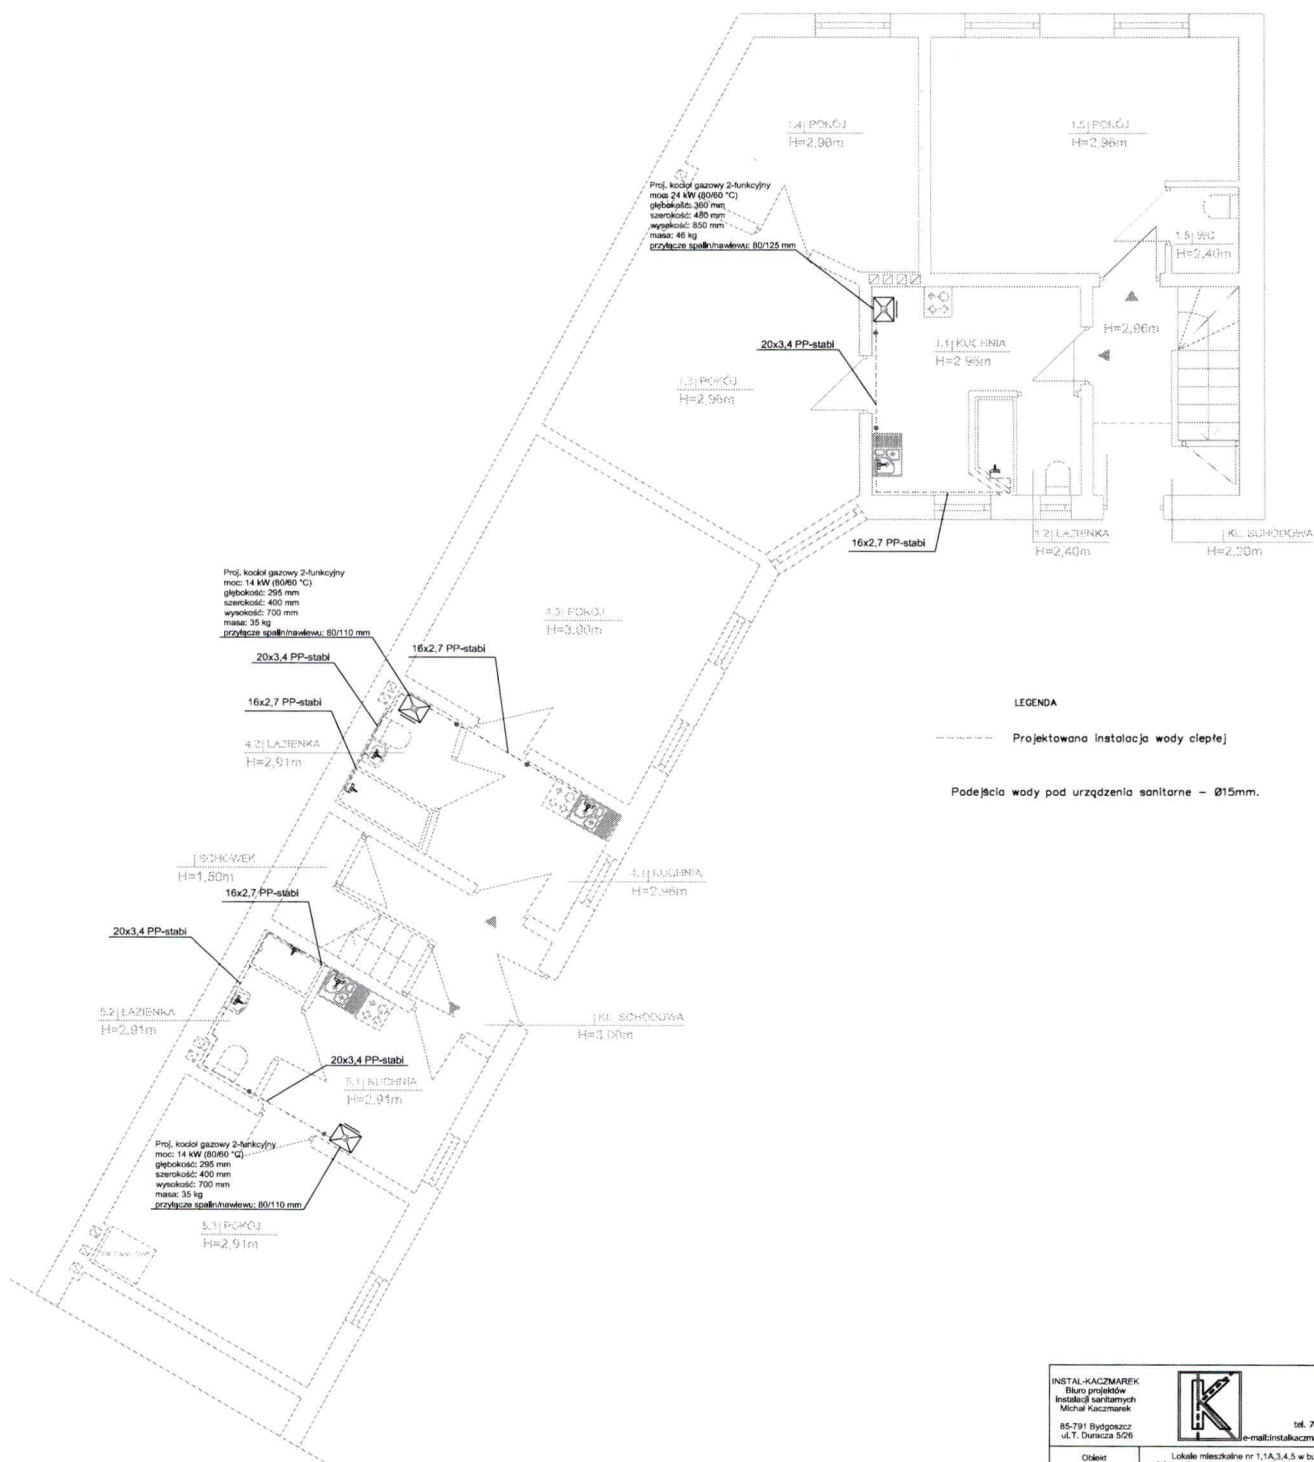 1.4| POKÓJ
H=2,96m
1.5| POKÓJ
H=2,96m
Proj. kocioł gazowy 2-funkcyjny
moc: 24 kW (80/60 °C)
głębokość: 360 mm
szerokość: 480 mm
wysokość: 850 mm
masa: 46 kg
przyłącze spalin/nawiewu: 80/125 mm
WC
H=2,40m
H=2,96m
20x3,4 PP-stabi
1.1| KUCHNIA
H=2,96m
1.3| POKÓJ
H=2,96m
16x2,7 PP-stabi
1.2| ŁAZIENKA
H=2,40m
| KL. SCHODOWA
H=2,20m
Proj. kocioł gazowy 2-funkcyjny
moc: 14 kW (80/60 °C)
głębokość: 295 mm
szerokość: 400 mm
wysokość: 700 mm
masa: 35 kg
przyłącze spalin/nawiewu: 80/110 mm
4.3| POKÓJ
H=3,00m
20x3,4 PP-stabi
16x2,7 PP-stabi
16x2,7 PP-stabi
4.2| ŁAZIENKA
H=2,91m
LEGENDA
Projektowana instalacja wody ciepłej
Podejścia wody pod urządzenia sanitarne – Ø15mm.
| SCHOWEK
H=1,50m
4.1| KUCHNIA
H=2,96m
16x2,7 PP-stabi
20x3,4 PP-stabi
5.2| ŁAZIENKA
H=2,91m
| KL. SCHODOWA
H=3,00m
20x3,4 PP-stabi
5.1| KUCHNIA
H=2,91m
Proj. kocioł gazowy 2-funkcyjny
moc: 14 kW (80/60 °C)
głębokość: 295 mm
szerokość: 400 mm
wysokość: 700 mm
masa: 35 kg
przyłącze spalin/nawiewu: 80/110 mm
5.3| POKÓJ
H=2,91m
INSTAL-KACZMAREK
Biuro projektów
instalacji sanitarnych
Michał Kaczmarek
85-791 Bydgoszcz
ul. T. Duracza 5/26
K
tel. 7
e-mail:instalkaczma
Obiekt
Lokale mieszkalne nr 1,1A,3,4,5 w bu